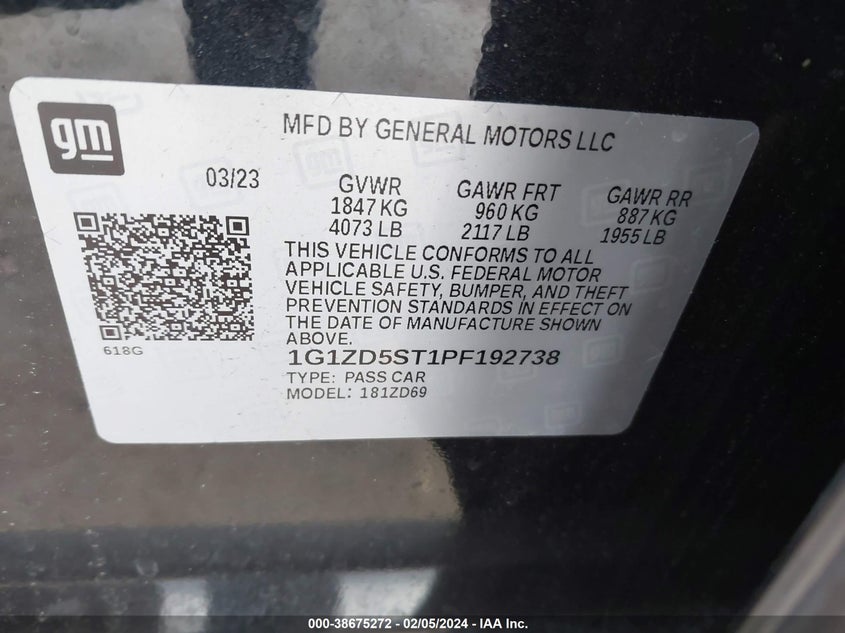 gm
MFD BY GENERAL MOTORS LLC
03/23
GVWR GAWR FRT GAWR RR
1847 KG 960 KG 887 KG
4073 LB 2117 LB 1955 LB
THIS VEHICLE CONFORMS TO ALL
APPLICABLE U.S. FEDERAL MOTOR
VEHICLE SAFETY, BUMPER, AND THEFT
PREVENTION STANDARDS IN EFFECT ON
THE DATE OF MANUFACTURE SHOWN
ABOVE.
618G
1G1ZD5ST1PF192738
TYPE: PASS CAR
MODEL: 181ZD69
000-38675272 - 02/05/2024 - IAA Inc.